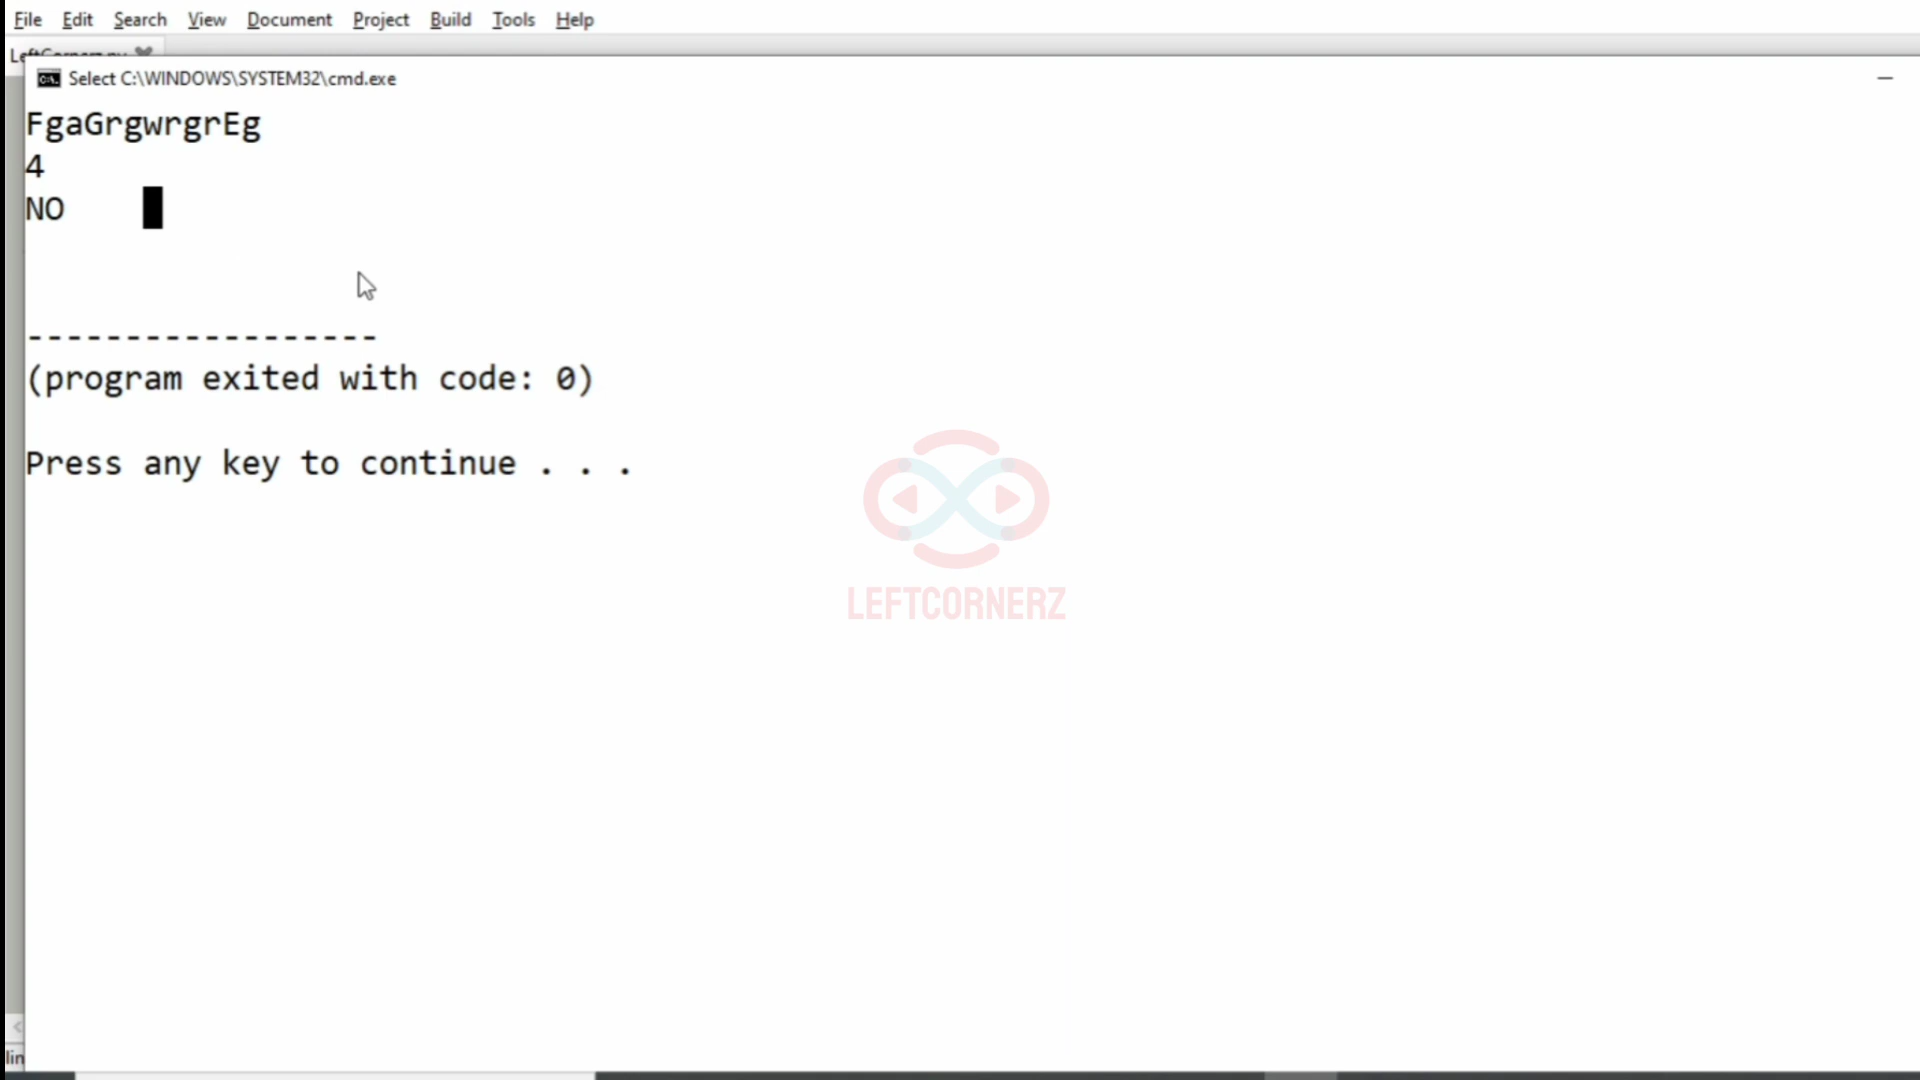 File Edit Search View Document Project Build Tools Help
Select C:\WINDOWS\SYSTEM32\cmd.exe
FgaGrgwrgrEg
4
NO
------------------
(program exited with code: 0)
Press any key to continue . . .
LEFTCORNERZ